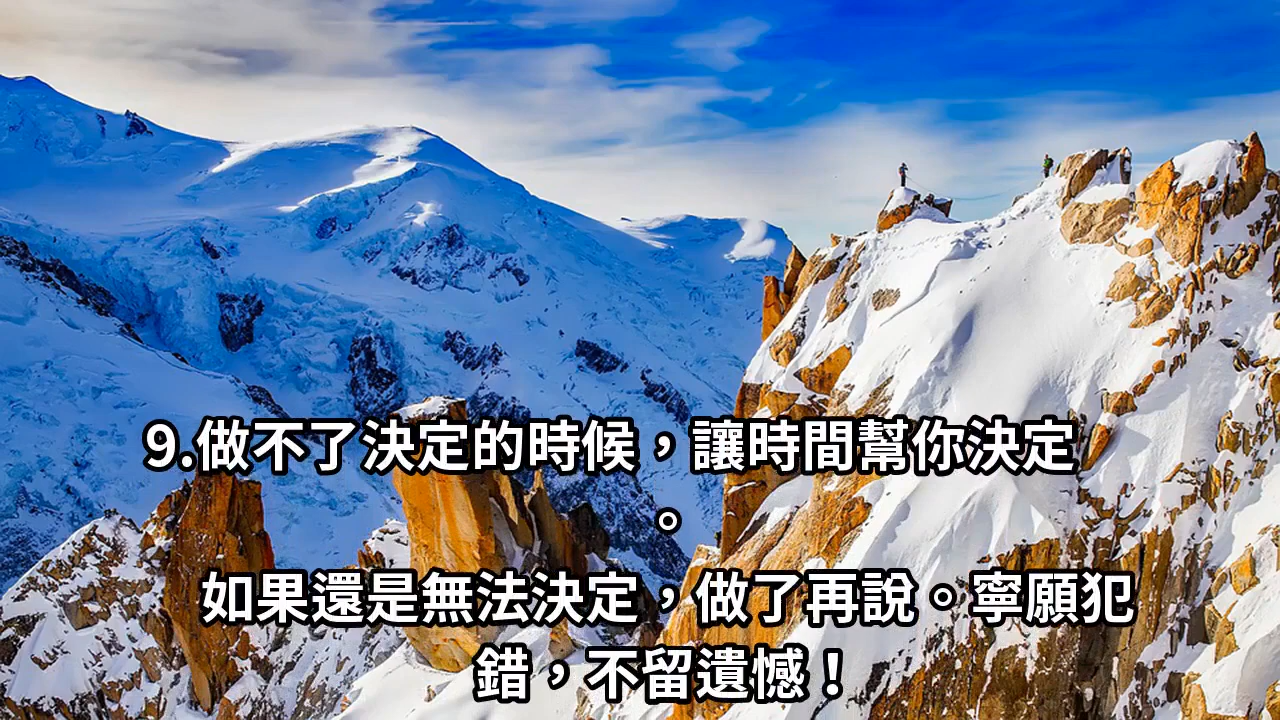 9.做不了決定的時候，讓時間幫你決定
。
如果還是無法決定，做了再說。寧願犯
錯，不留遺憾！